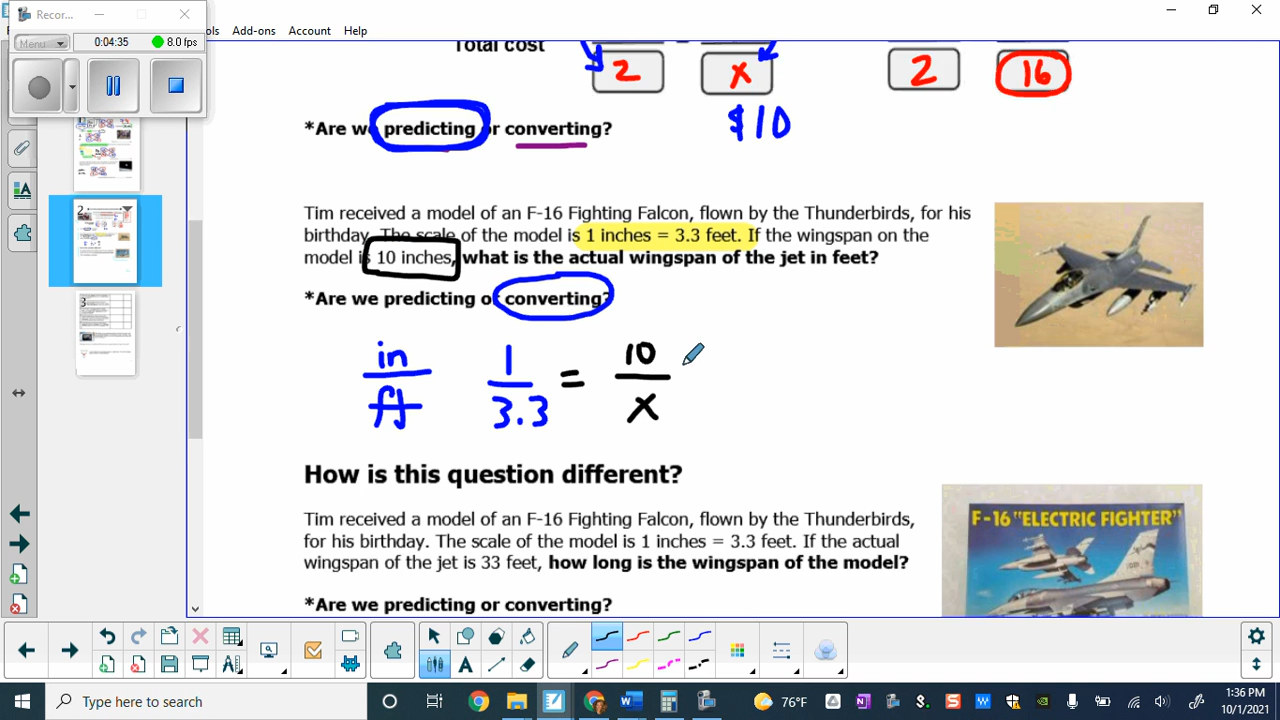 Recor...
Menu
00:04:35
8.0 fps
ols Add-ons Account Help
Total cost
2 x 2 16
$10
*Are we predicting or converting?
Tim received a model of an F-16 Fighting Falcon, flown by the Thunderbirds, for his
birthday. The scale of the model is 1 inches = 3.3 feet. If the wingspan on the
model is 10 inches, what is the actual wingspan of the jet in feet?
*Are we predicting or converting?
in 1 = 10
ft 3.3 x
How is this question different?
Tim received a model of an F-16 Fighting Falcon, flown by the Thunderbirds,
for his birthday. The scale of the model is 1 inches = 3.3 feet. If the actual
wingspan of the jet is 33 feet, how long is the wingspan of the model?
*Are we predicting or converting?
F-16 "ELECTRIC FIGHTER"
2
3
Type here to search
76°F
1:36 PM
10/1/2021